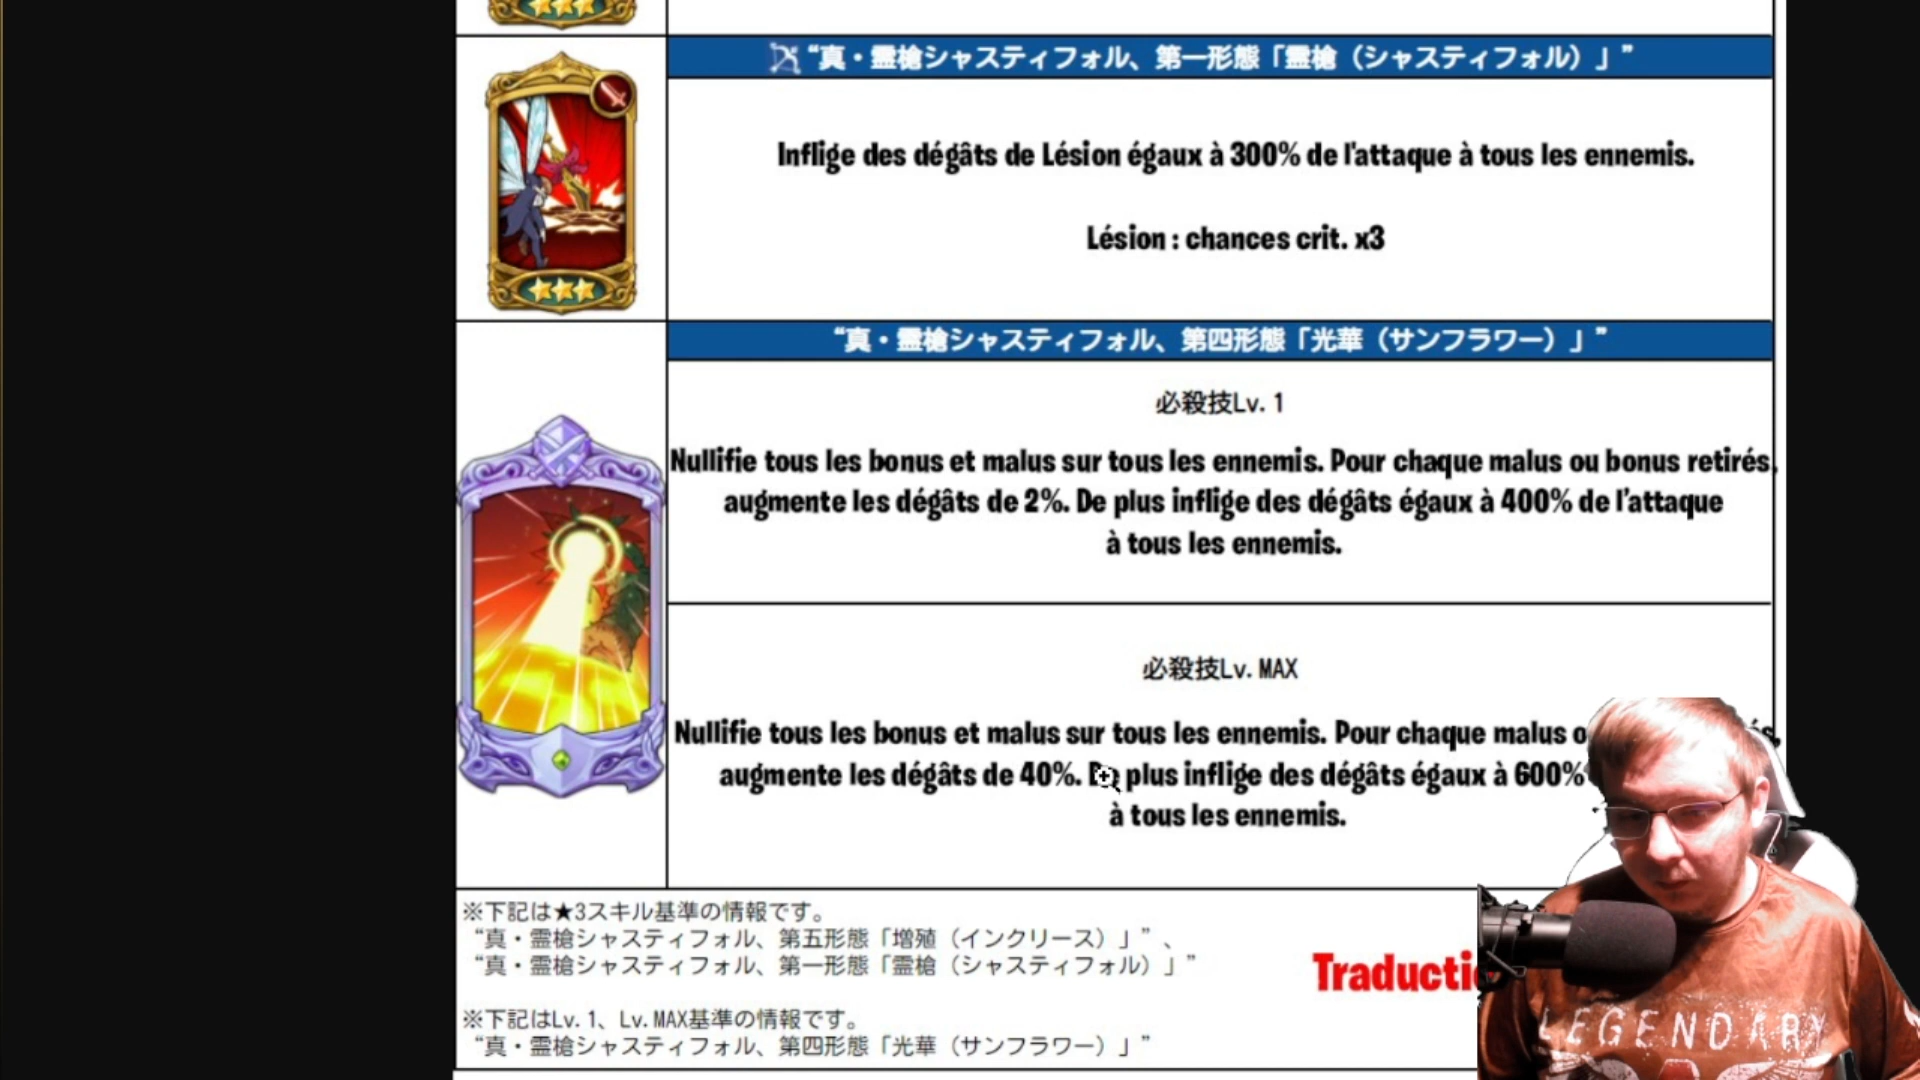 “真・霊槍シャスティフォル、第一形態「霊槍（シャスティフォル）」”
Inflige des dégâts de Lésion égaux à 300% de l'attaque à tous les ennemis.
Lésion : chances crit. x3
“真・霊槍シャスティフォル、第四形態「光華（サンフラワー）」”
必殺技Lv. 1
Nullifie tous les bonus et malus sur tous les ennemis. Pour chaque malus ou bonus retirés,
augmente les dégâts de 2%. De plus inflige des dégâts égaux à 400% de l'attaque
à tous les ennemis.
必殺技Lv. MAX
Nullifie tous les bonus et malus sur tous les ennemis. Pour chaque malus
augmente les dégâts de 40%. De plus inflige des dégâts égaux à 600%
à tous les ennemis.
※下記は★3スキル基準の情報です。
“真・霊槍シャスティフォル、第五形態「増殖（インクリース）」”、
“真・霊槍シャスティフォル、第一形態「霊槍（シャスティフォル）」”
※下記はLv. 1、Lv. MAX基準の情報です。
“真・霊槍シャスティフォル、第四形態「光華（サンフラワー）」”
LEGENDARY